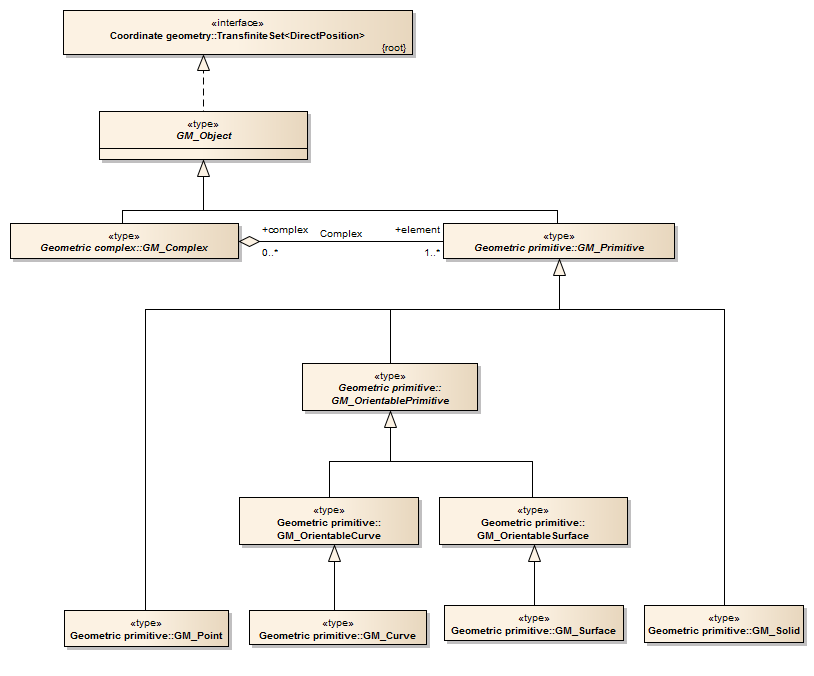 «interface»
Coordinate geometry::TransfiniteSet<DirectPosition>
{root}
«type»
GM_Object
«type»
Geometric complex::GM_Complex
+complex
Complex
+element
0..*
1..*
«type»
Geometric primitive::GM_Primitive
«type»
Geometric primitive::
GM_OrientablePrimitive
«type»
Geometric primitive::
GM_OrientableCurve
«type»
Geometric primitive::
GM_OrientableSurface
«type»
Geometric primitive::GM_Point
«type»
Geometric primitive::GM_Curve
«type»
Geometric primitive::GM_Surface
«type»
Geometric primitive::GM_Solid